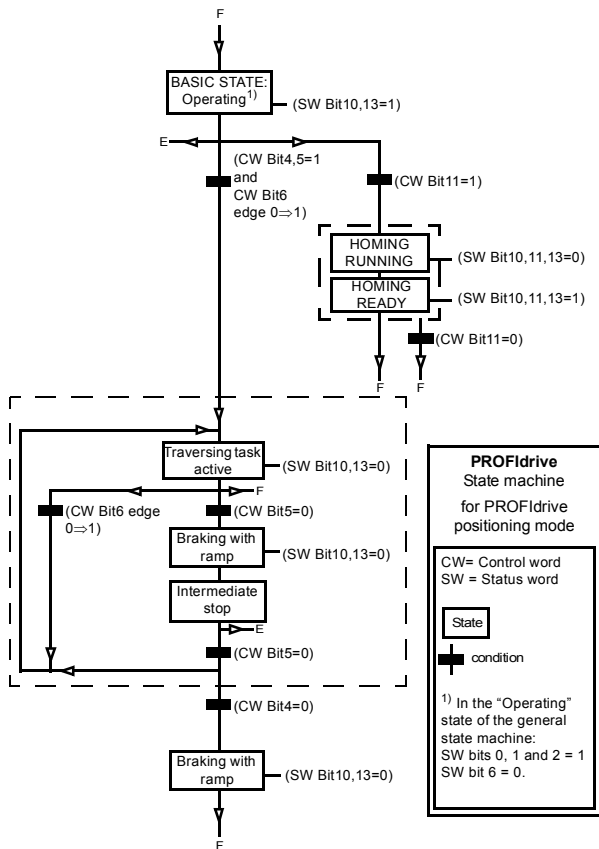 F
BASIC STATE:
Operating1)
(SW Bit10,13=1)
E
(CW Bit4,5=1
and
CW Bit6
edge 0⇒1)
(CW Bit11=1)
HOMING
RUNNING
(SW Bit10,11,13=0)
HOMING
READY
(SW Bit10,11,13=1)
(CW Bit11=0)
F
F
Traversing task
active
(SW Bit10,13=0)
F
(CW Bit6 edge
0⇒1)
(CW Bit5=0)
Braking with
ramp
(SW Bit10,13=0)
Intermediate
stop
E
(CW Bit5=0)
(CW Bit4=0)
Braking with
ramp
(SW Bit10,13=0)
F
PROFIdrive
State machine
for PROFIdrive
positioning mode
CW= Control word
SW = Status word
State
condition
1) In the “Operating”
state of the general
state machine:
SW bits 0, 1 and 2 = 1
SW bit 6 = 0.